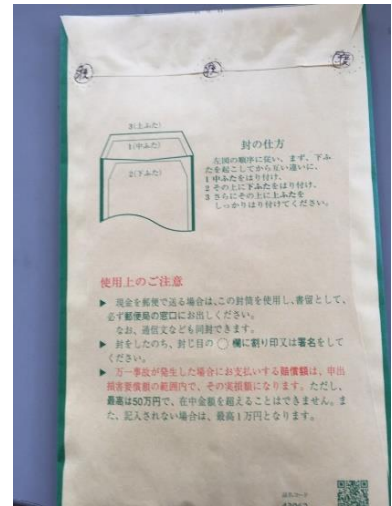 3(上ふた)
1(中ふた)
2(下ふた)
封の仕方
左図の順序に従い、まず、下ふ
たを起こしてから互い違いに、
1 中ふたをはり付け、
2 その上に下ふたをはり付け、
3 さらにその上に上ふたを
しっかりはり付けてください。
使用上のご注意
▶ 現金を郵便で送る場合は、この封筒を使用し、書留として、
必ず郵便局の窓口にお出しください。
なお、通信文なども同封できます。
▶ 封をしたのち、封じ目の○欄に割り印又は署名をして
ください。
▶ 万一事故が発生した場合にお支払いする賠償額は、申出
損害要償額の範囲内で、その実損額になります。ただし、
最高は50万円で、在中金額を超えることはできません。ま
た、記入されない場合は、最高1万円となります。